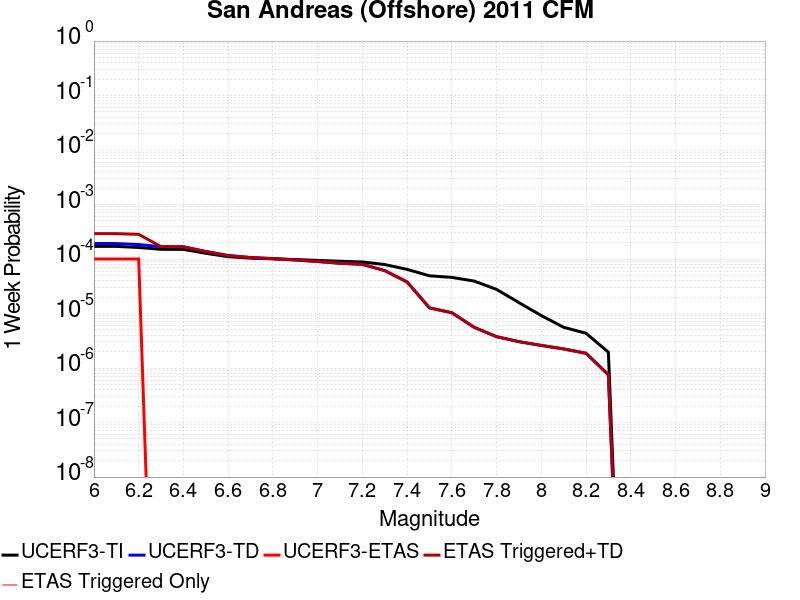 San Andreas (Offshore) 2011 CFM
10 0
10 -1
10 -2
10 -3
10 -4
10 -5
10 -6
10 -7
10 -8
1 Week Probability
6 6.2 6.4 6.6 6.8 7 7.2 7.4 7.6 7.8 8 8.2 8.4 8.6 8.8 9
Magnitude
UCERF3-TI UCERF3-TD UCERF3-ETAS ETAS Triggered+TD
ETAS Triggered Only